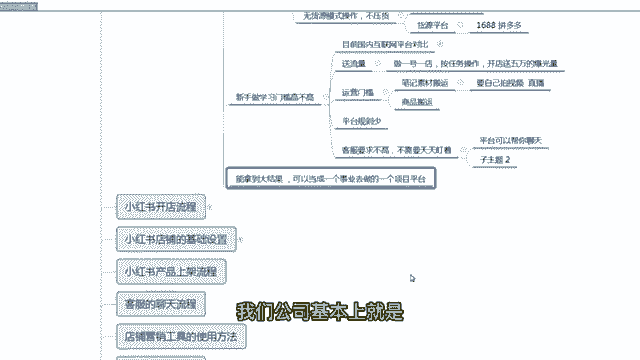 无货源模式操作，不压货
货源平台
1688 拼多多
目前国内互联网平台对比
送流量
做一号一店，按任务操作，开店送五万的曝光量
新手做学习门槛高不高
运营门槛
笔记素材搬运
要自己拍视频 直播
商品搬运
平台规则少
客服要求不高，不需要天天盯着
平台可以帮你聊天
子主题 2
能拿到大结果，可以当成一个事业去做的一个项目平台
小红书开店流程
小红书店铺的基础设置
小红书产品上架流程
客服的聊天流程
店铺营销工具的使用方法
我们公司基本上就是